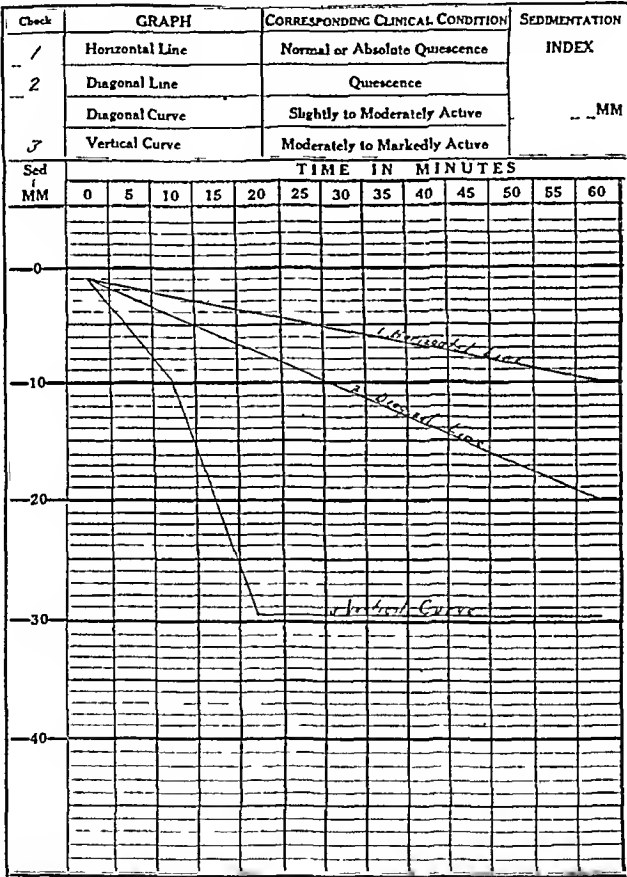 Check GRAPH CORRESPONDING CLINICAL CONDITION SEDIMENTATION INDEX
1 Horizontal Line Normal or Absolute Quiescence
2 Diagonal Line Quiescence
Diagonal Curve Slightly to Moderately Active MM
3 Vertical Curve Moderately to Markedly Active
Sed TIME IN MINUTES
MM 0 5 10 15 20 25 30 35 40 45 50 55 60
0
1 Horizontal Line
10
2 Line
20
Vertical Curve
30
40